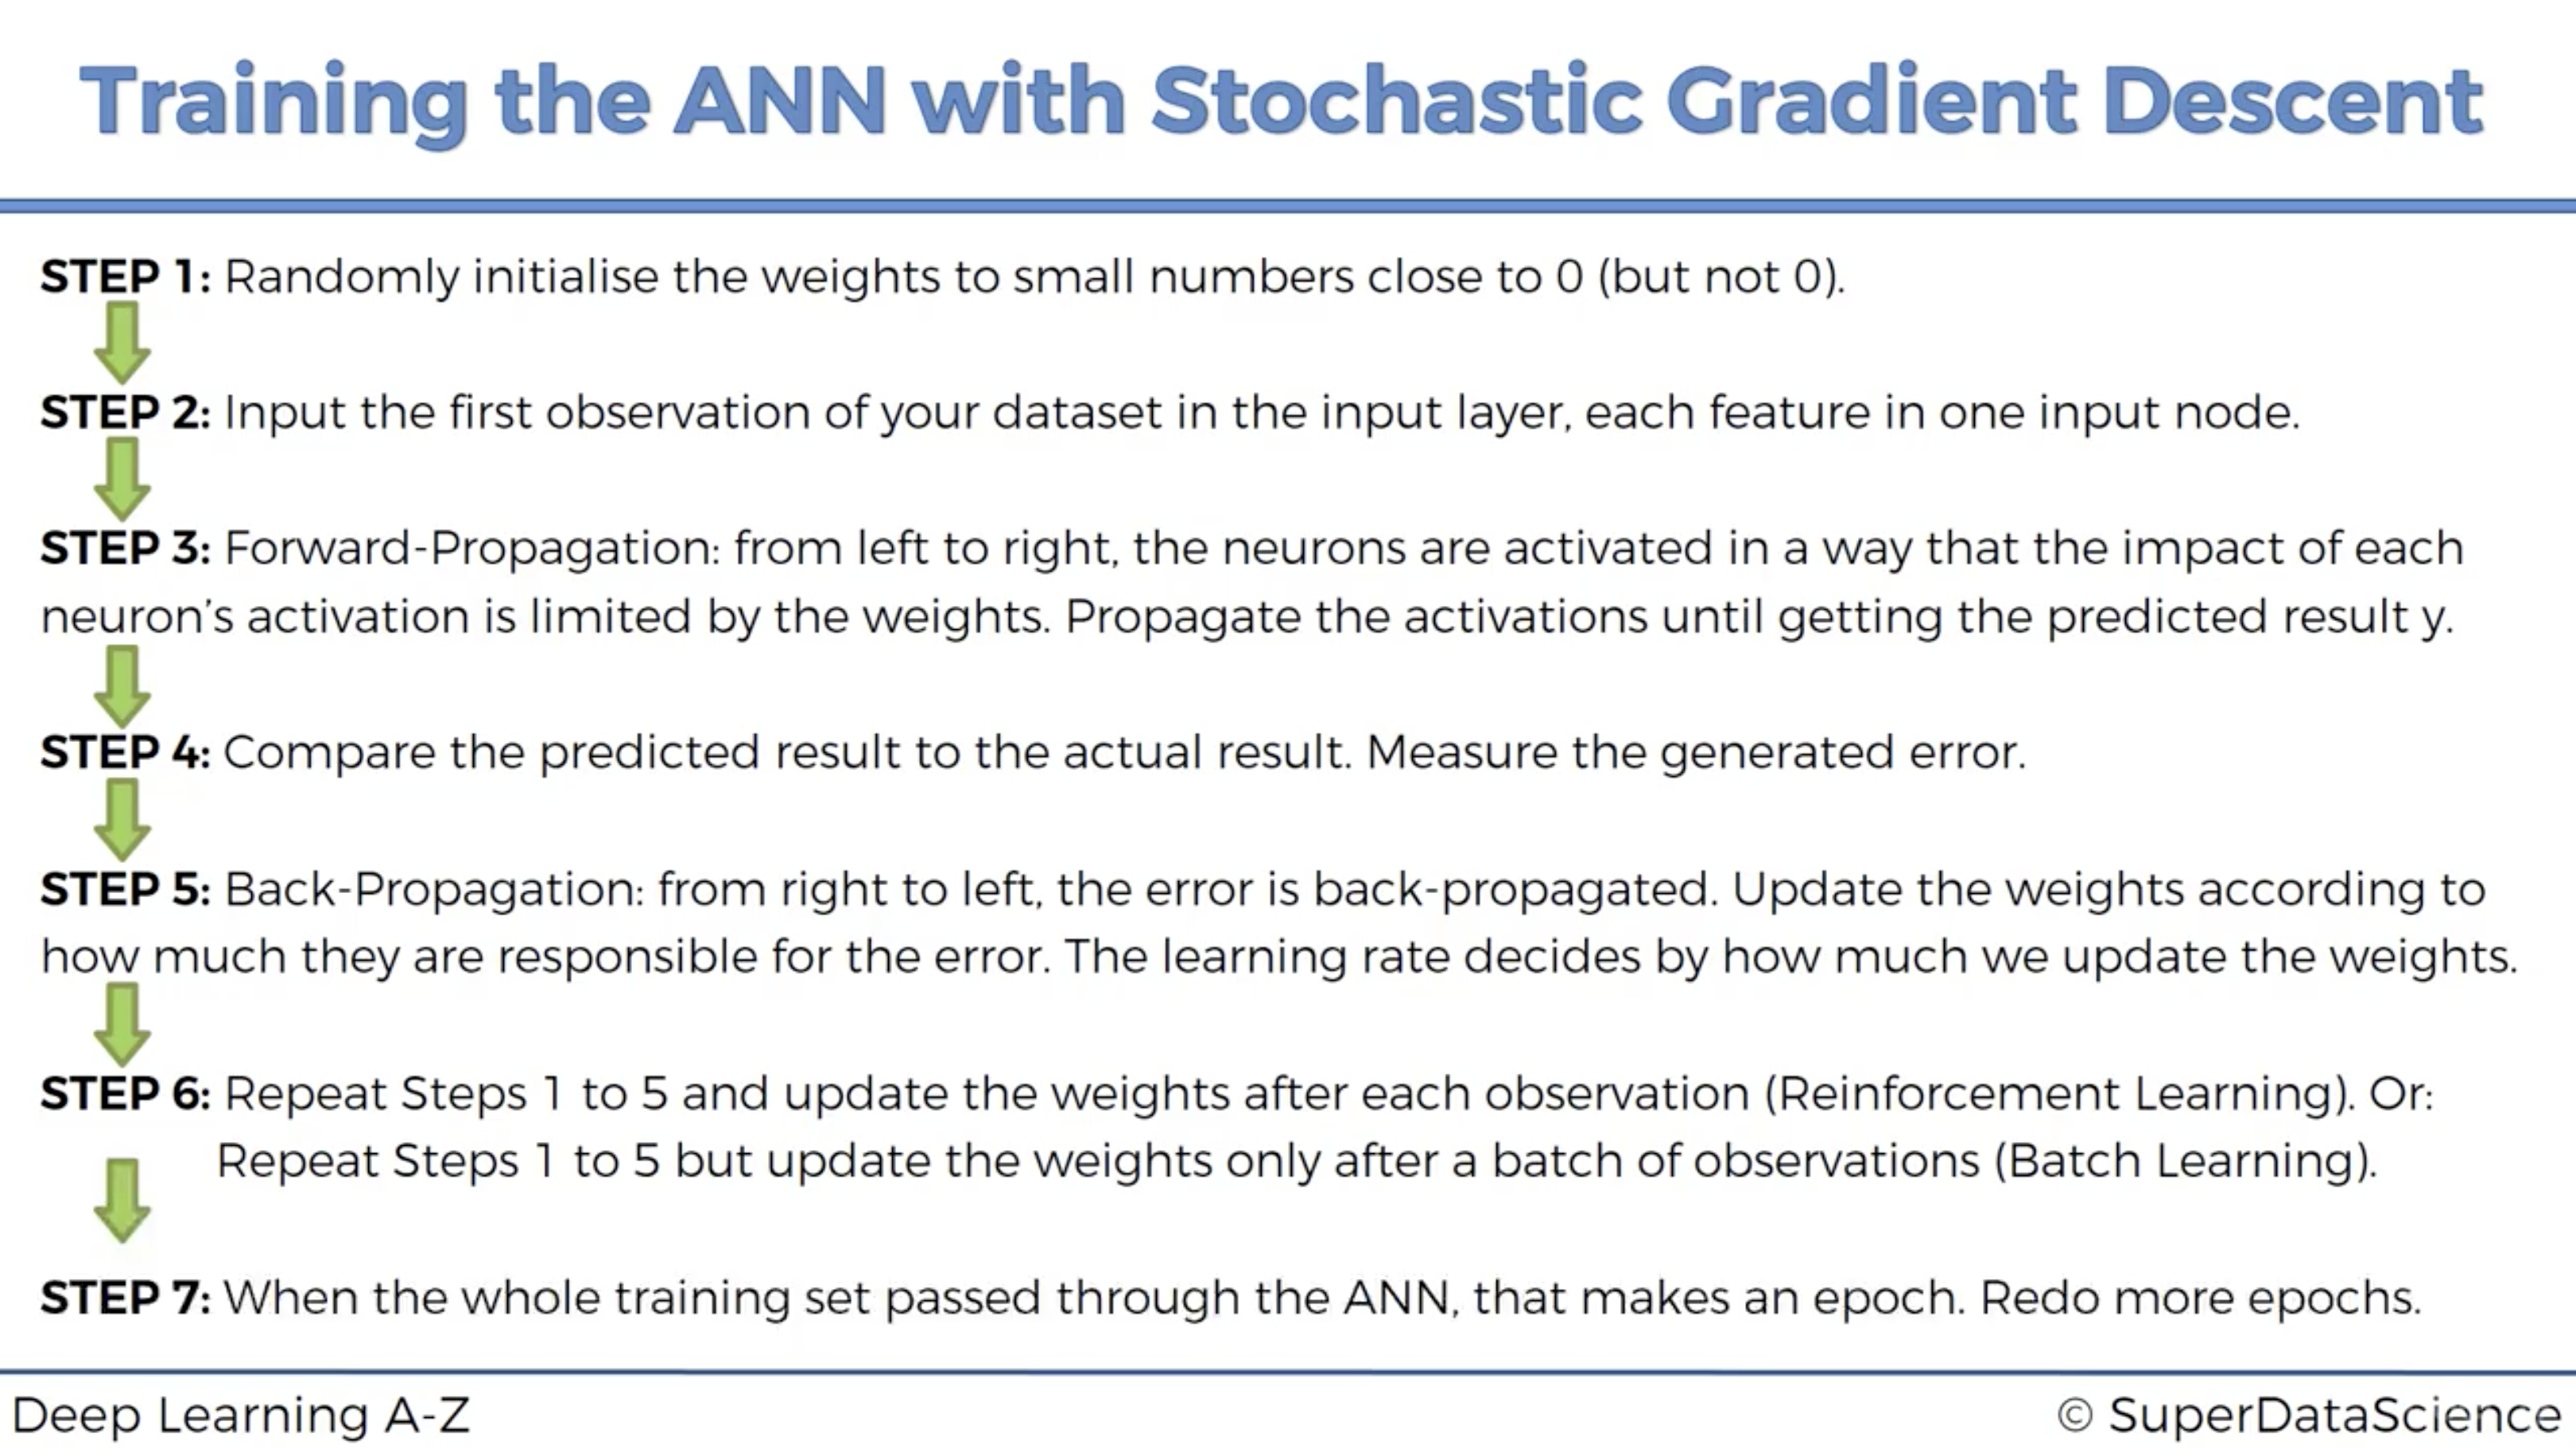 Training the ANN with Stochastic Gradient Descent
STEP 1: Randomly initialise the weights to small numbers close to 0 (but not 0).
STEP 2: Input the first observation of your dataset in the input layer, each feature in one input node.
STEP 3: Forward-Propagation: from left to right, the neurons are activated in a way that the impact of each
neuron’s activation is limited by the weights. Propagate the activations until getting the predicted result y.
STEP 4: Compare the predicted result to the actual result. Measure the generated error.
STEP 5: Back-Propagation: from right to left, the error is back-propagated. Update the weights according to
how much they are responsible for the error. The learning rate decides by how much we update the weights.
STEP 6: Repeat Steps 1 to 5 and update the weights after each observation (Reinforcement Learning). Or:
Repeat Steps 1 to 5 but update the weights only after a batch of observations (Batch Learning).
STEP 7: When the whole training set passed through the ANN, that makes an epoch. Redo more epochs.
Deep Learning A-Z
© SuperDataScience